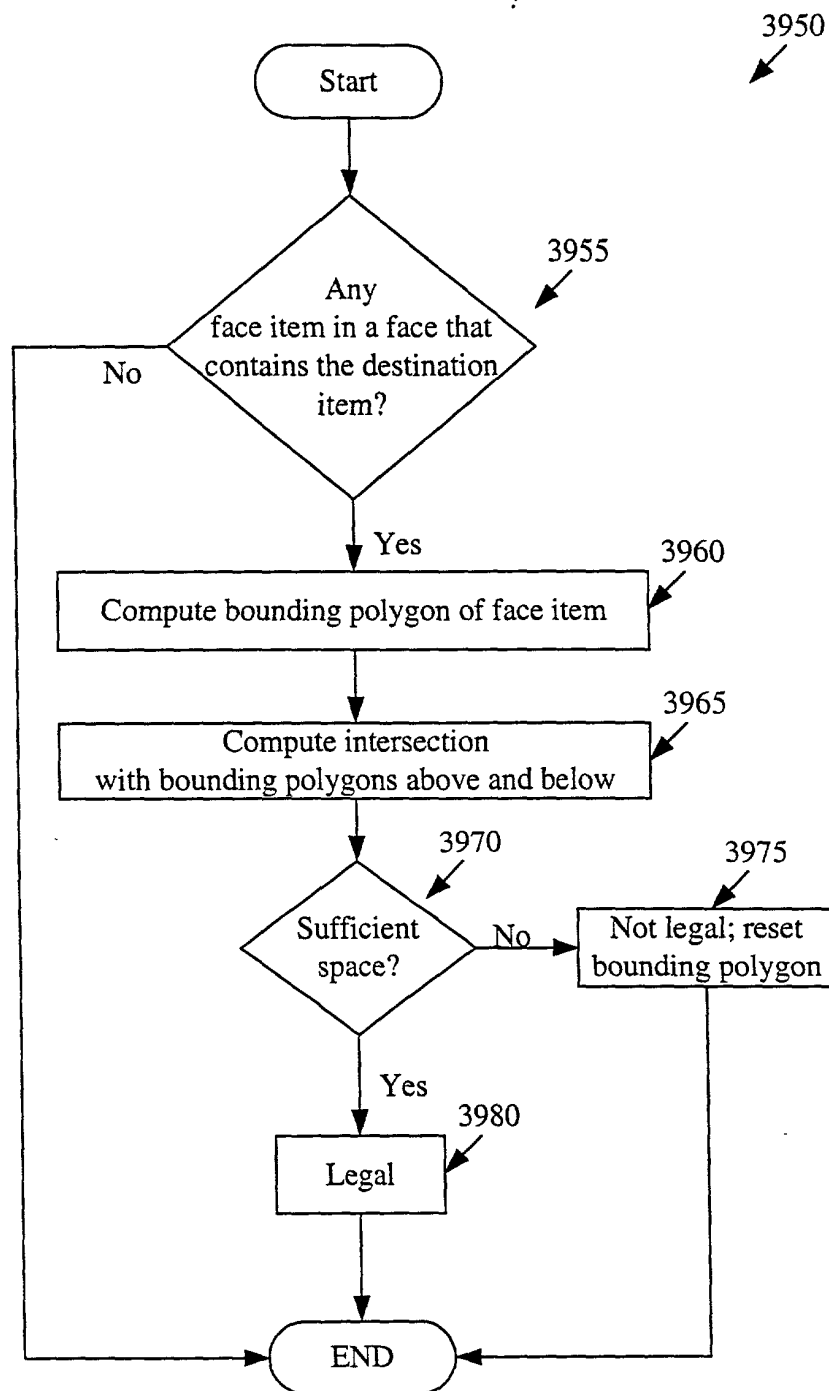 3950
Start
3955
Any
face item in a face that
contains the destination
item?
No
Yes
3960
Compute bounding polygon of face item
3965
Compute intersection
with bounding polygons above and below
3970
3975
Sufficient
space?
No
Not legal; reset
bounding polygon
Yes
3980
Legal
END